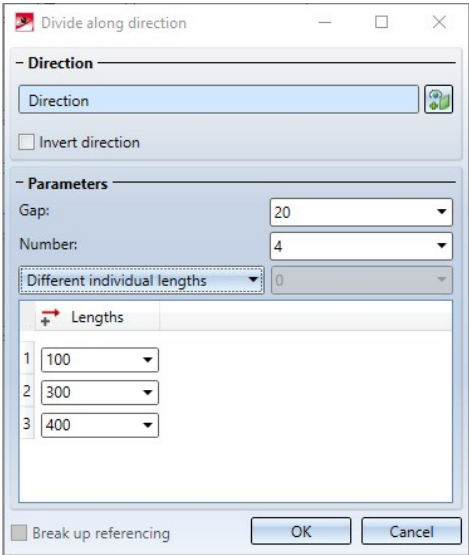 Divide along direction
Direction
Direction
Invert direction
Parameters
Gap: 20
Number: 4
Different individual lengths 0
Lengths
1 100
2 300
3 400
Break up referencing OK Cancel